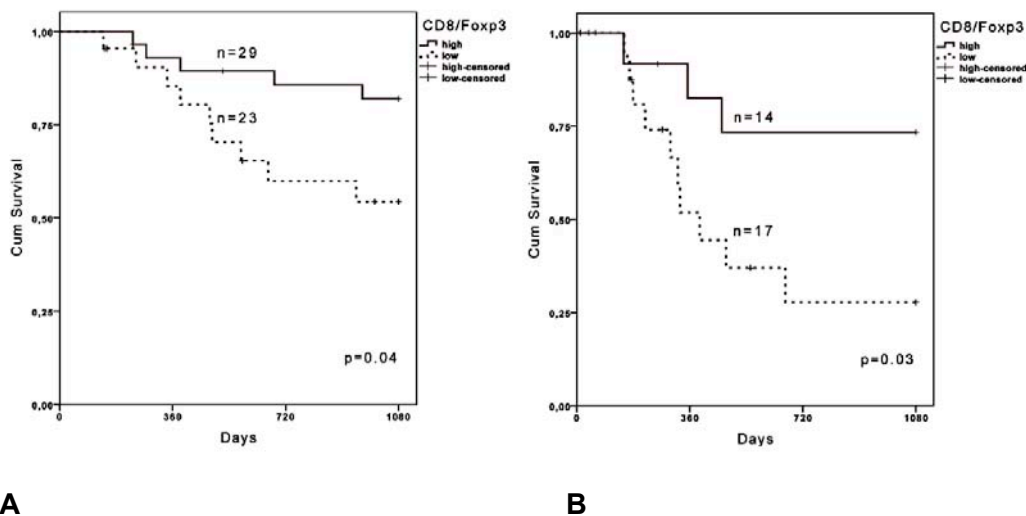 CD8/Foxp3
high
low
high-censored
low-censored
1,00
0,75
0,50
0,25
0,00
Cum Survival
n=29
n=23
p=0.04
0
360
720
1080
Days
A
CD8/Foxp3
high
low
high-censored
low-censored
1,00
0,75
0,50
0,25
0,00
Cum Survival
n=14
n=17
p=0.03
0
360
720
1080
Days
B